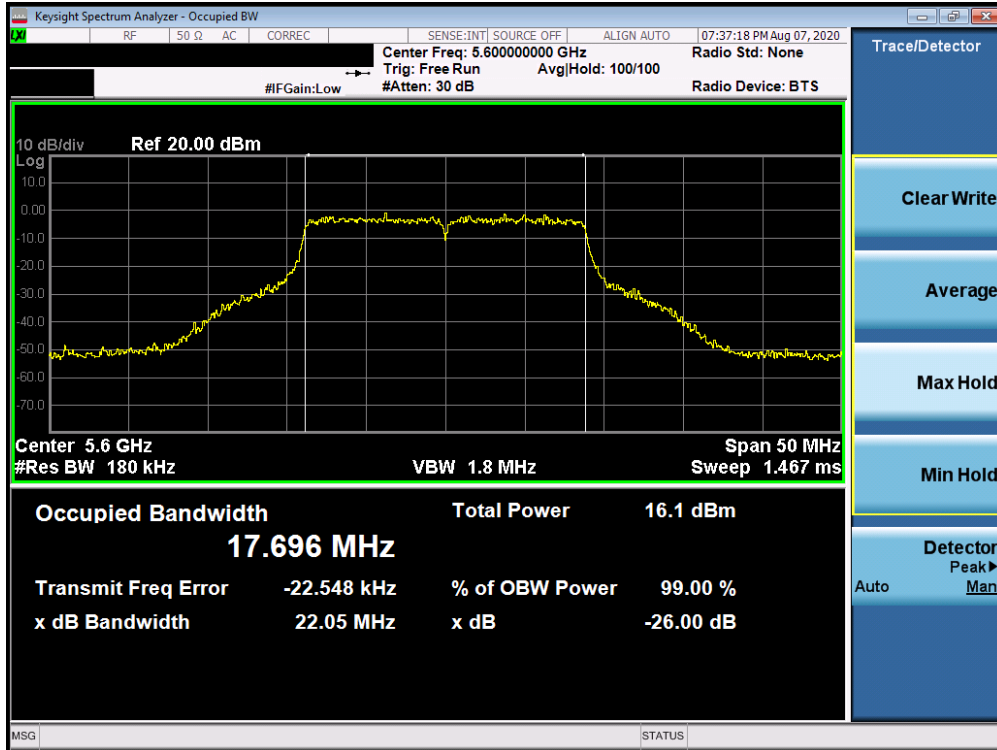 Keysight Spectrum Analyzer - Occupied BW
LXI RF 50 Ω AC CORREC SENSE:INT SOURCE OFF ALIGN AUTO 07:37:18 PM Aug 07, 2020
Center Freq: 5.600000000 GHz Radio Std: None
Trig: Free Run Avg|Hold: 100/100
#IFGain:Low #Atten: 30 dB Radio Device: BTS
Trace/Detector
10 dB/div Ref 20.00 dBm
Log
10.0
0.00
-10.0
-20.0
-30.0
-40.0
-50.0
-60.0
-70.0
Center 5.6 GHz Span 50 MHz
#Res BW 180 kHz VBW 1.8 MHz Sweep 1.467 ms
Occupied Bandwidth Total Power 16.1 dBm
17.696 MHz
Transmit Freq Error -22.548 kHz % of OBW Power 99.00 %
x dB Bandwidth 22.05 MHz x dB -26.00 dB
Clear Write
Average
Max Hold
Min Hold
Detector
Peak▶
Auto Man
MSG STATUS